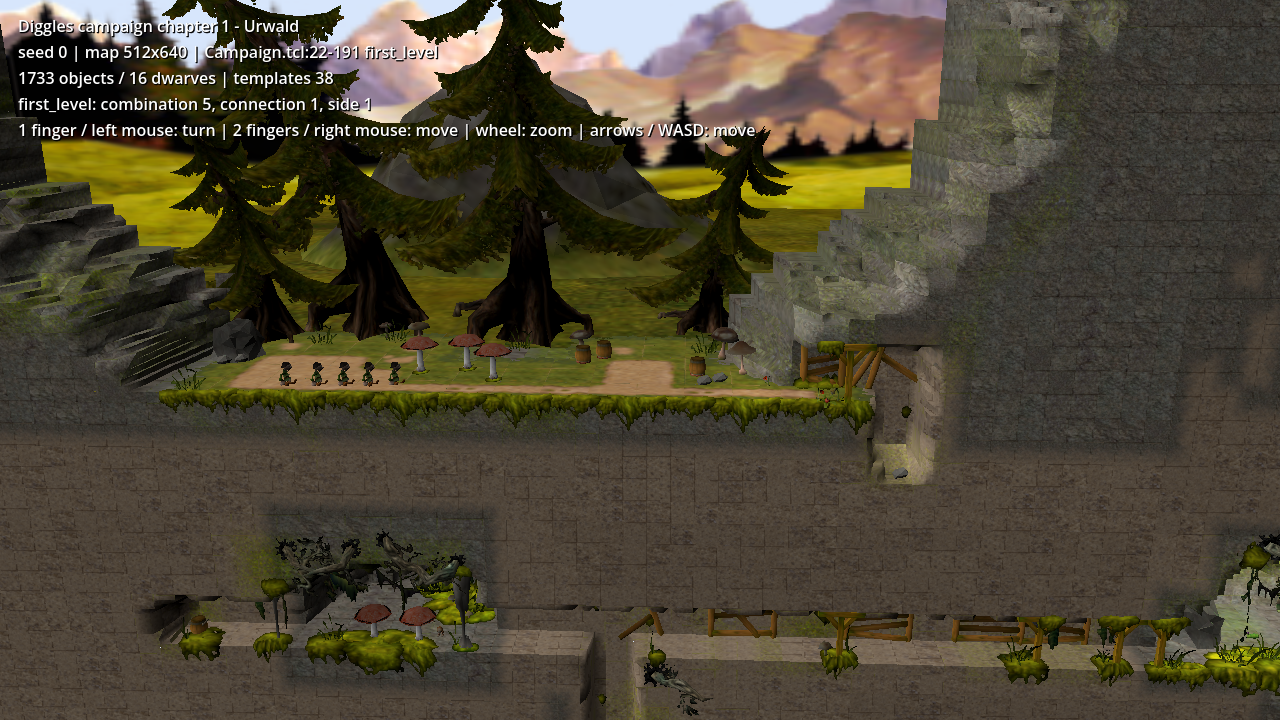 Diggles campaign chapter 1 - Urwald
seed 0 | map 512x640 | Campaign.tcl:22-191 first_level
1733 objects / 16 dwarves | templates 38
first_level: combination 5, connection 1, side 1
1 finger / left mouse: turn | 2 fingers / right mouse: move | wheel: zoom | arrows / WASD: move